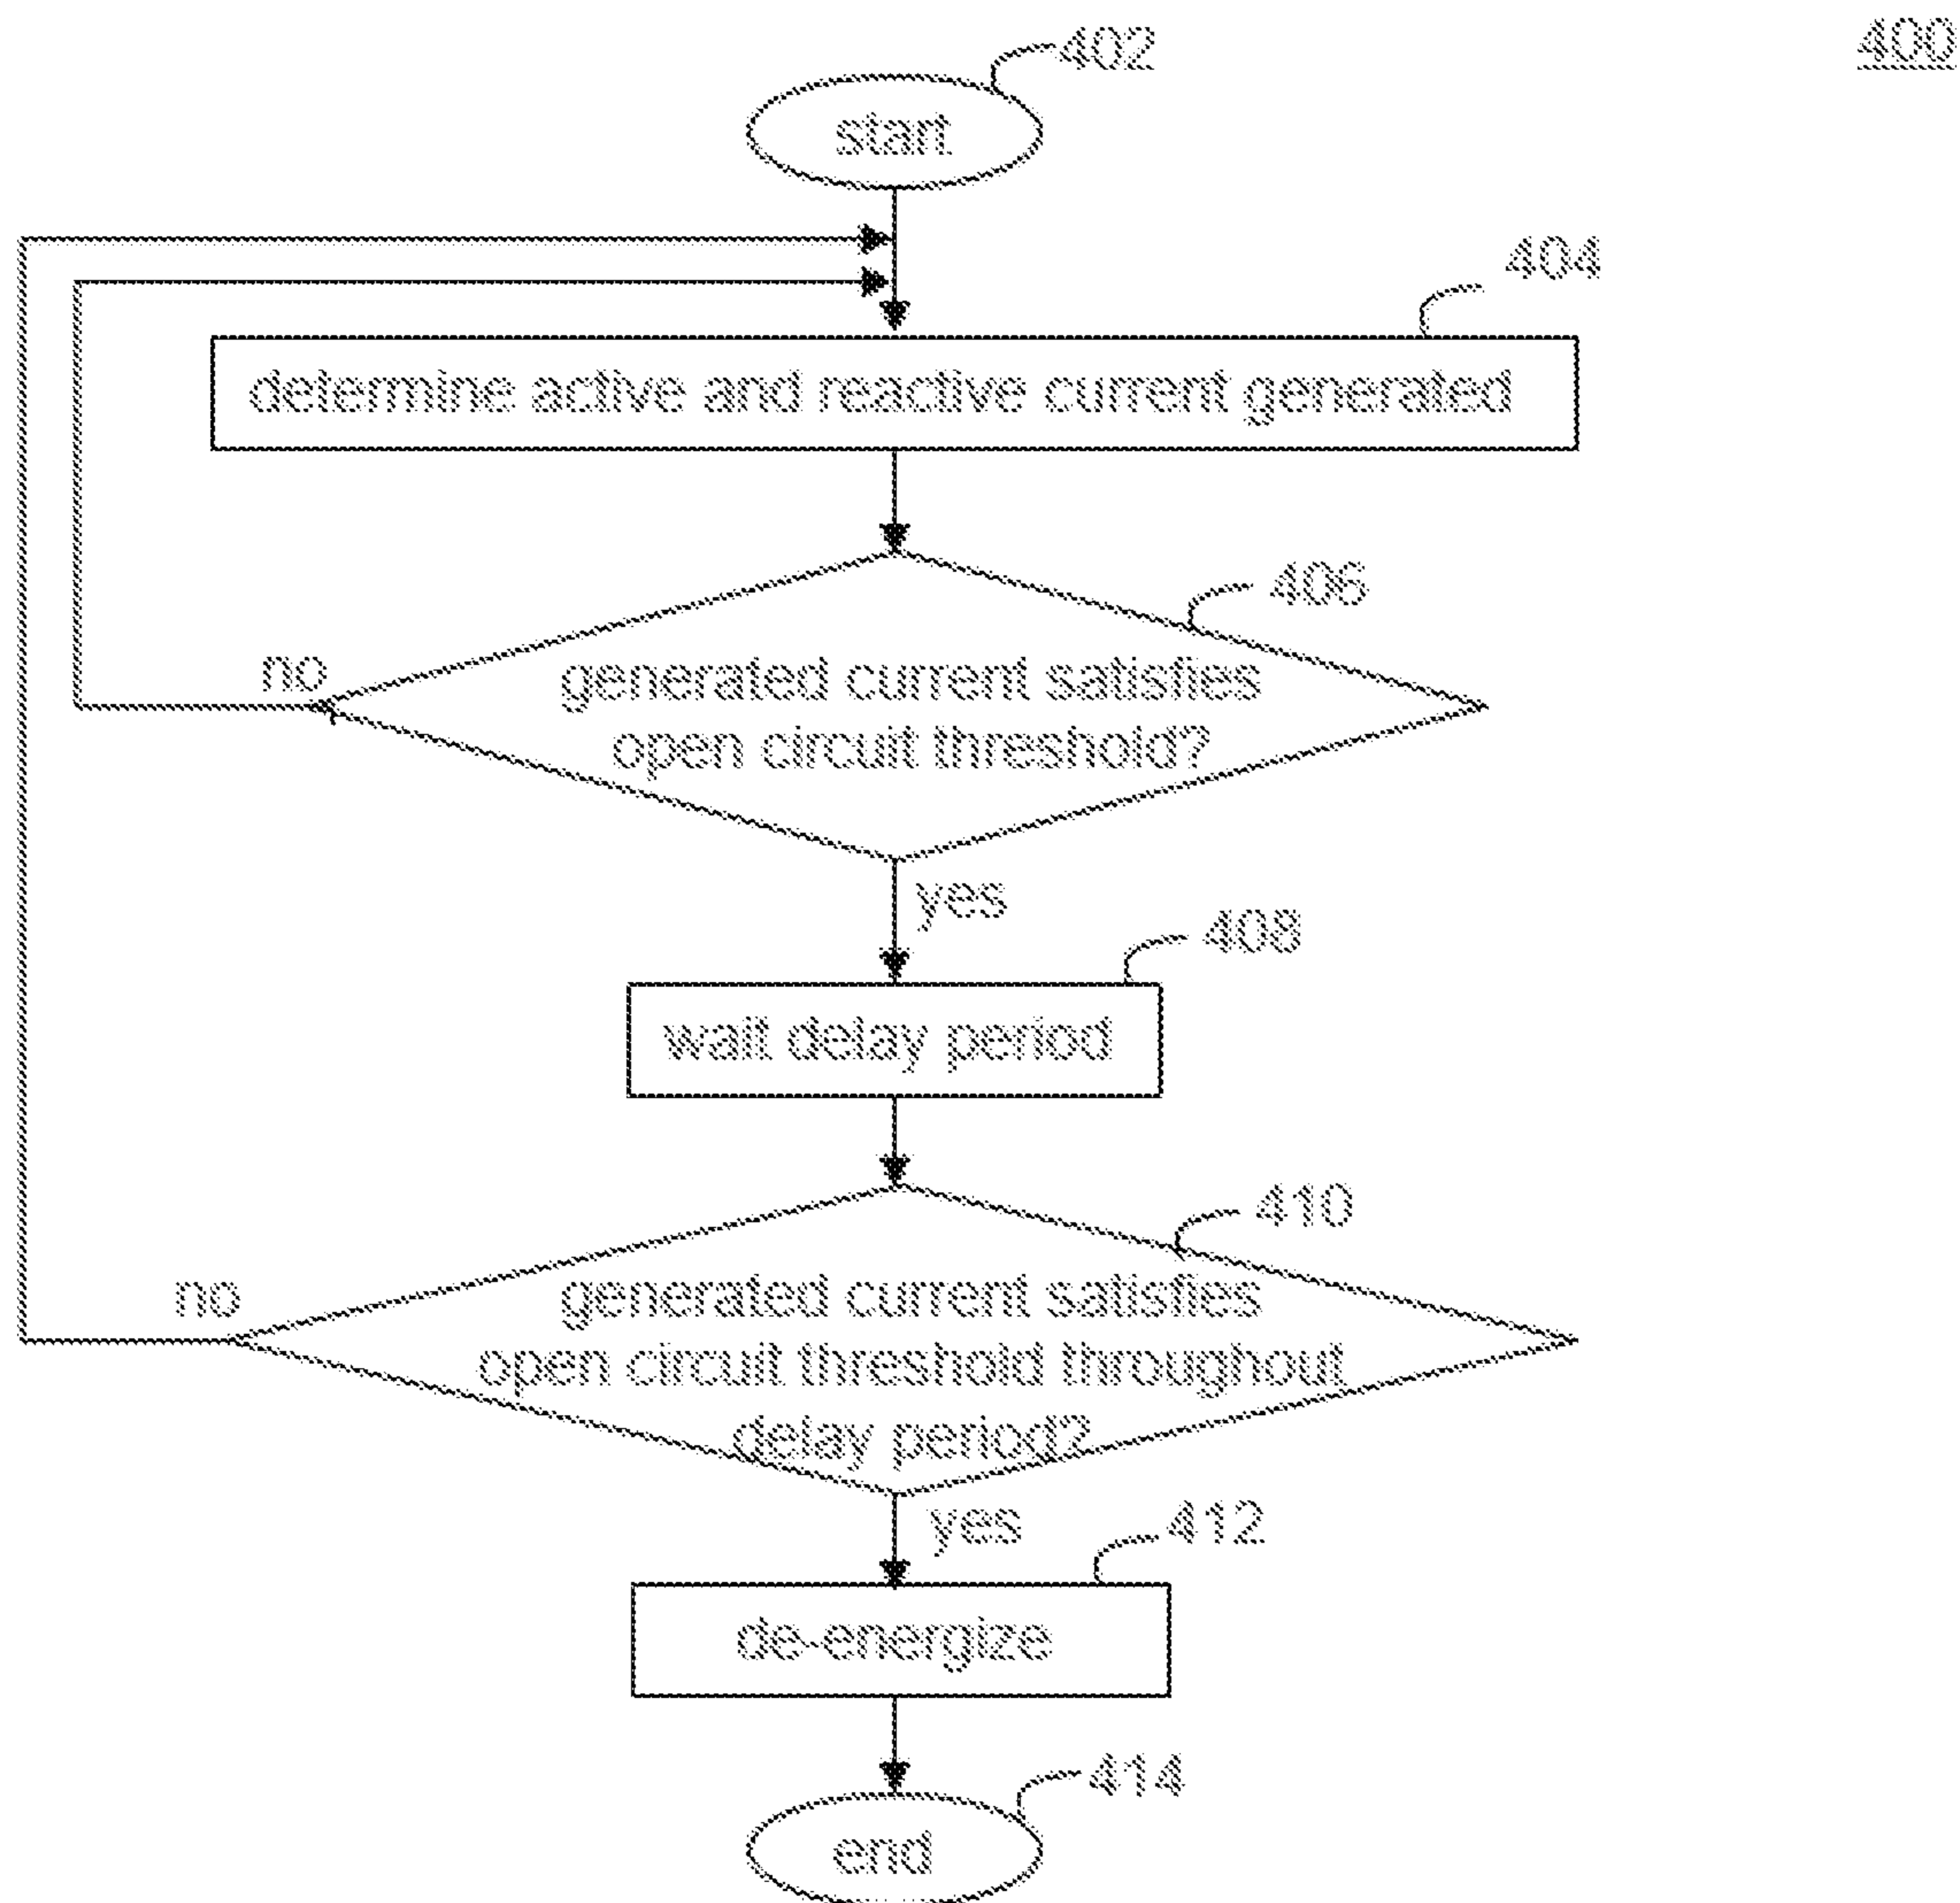 400
402
start
404
determine active and reactive current generated
406
no
generated current satisfies
open circuit threshold?
yes
408
wait delay period
410
no
generated current satisfies
open circuit threshold throughout
delay period?
yes
412
de-energize
414
end